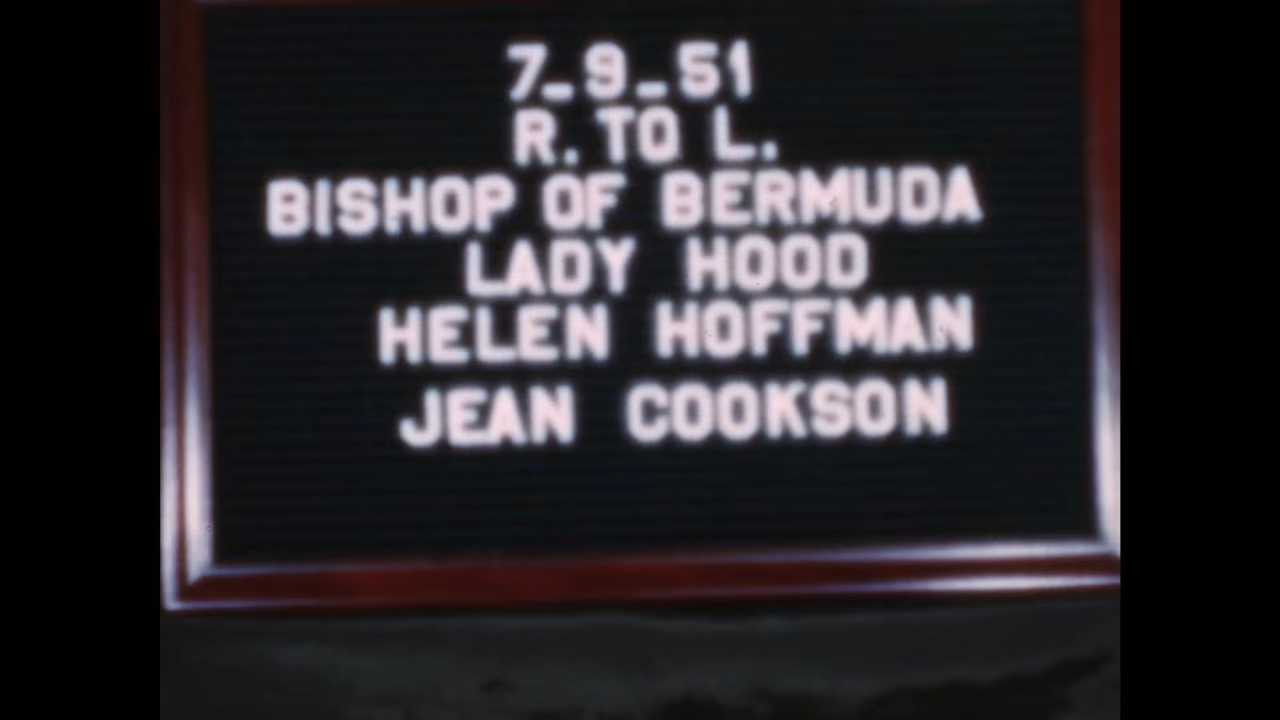 7-9-51
R. TO L.
BISHOP OF BERMUDA
LADY HOOD
HELEN HOFFMAN
JEAN COOKSON